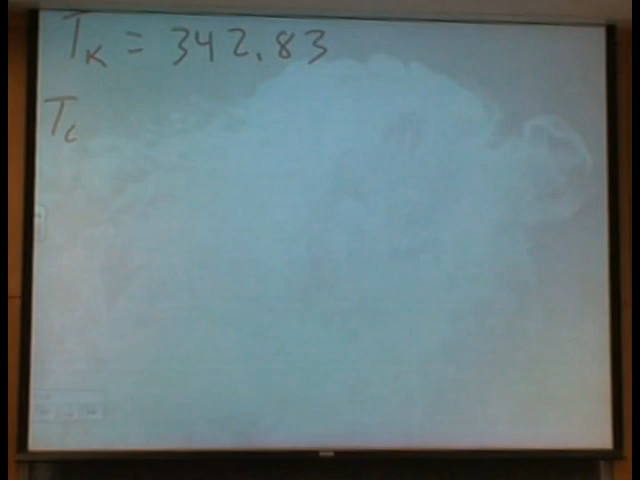 T_K = 342.83
T_c